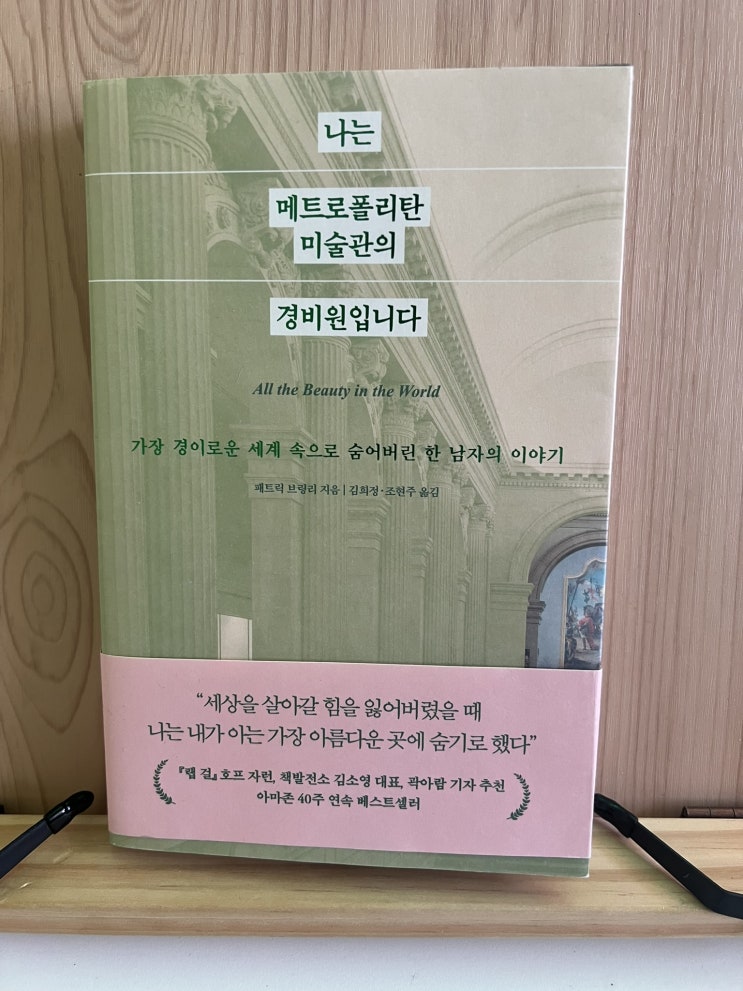 나는
메트로폴리탄
미술관의
경비원입니다
All the Beauty in the World
가장 경이로운 세계 속으로 숨어버린 한 남자의 이야기
패트릭 브링리 지음 | 김희정·조현주 옮김
“세상을 살아갈 힘을 잃어버렸을 때
나는 내가 아는 가장 아름다운 곳에 숨기로 했다”
『랩 걸』 호프 자런, 책발전소 김소영 대표, 곽아람 기자 추천
아마존 40주 연속 베스트셀러